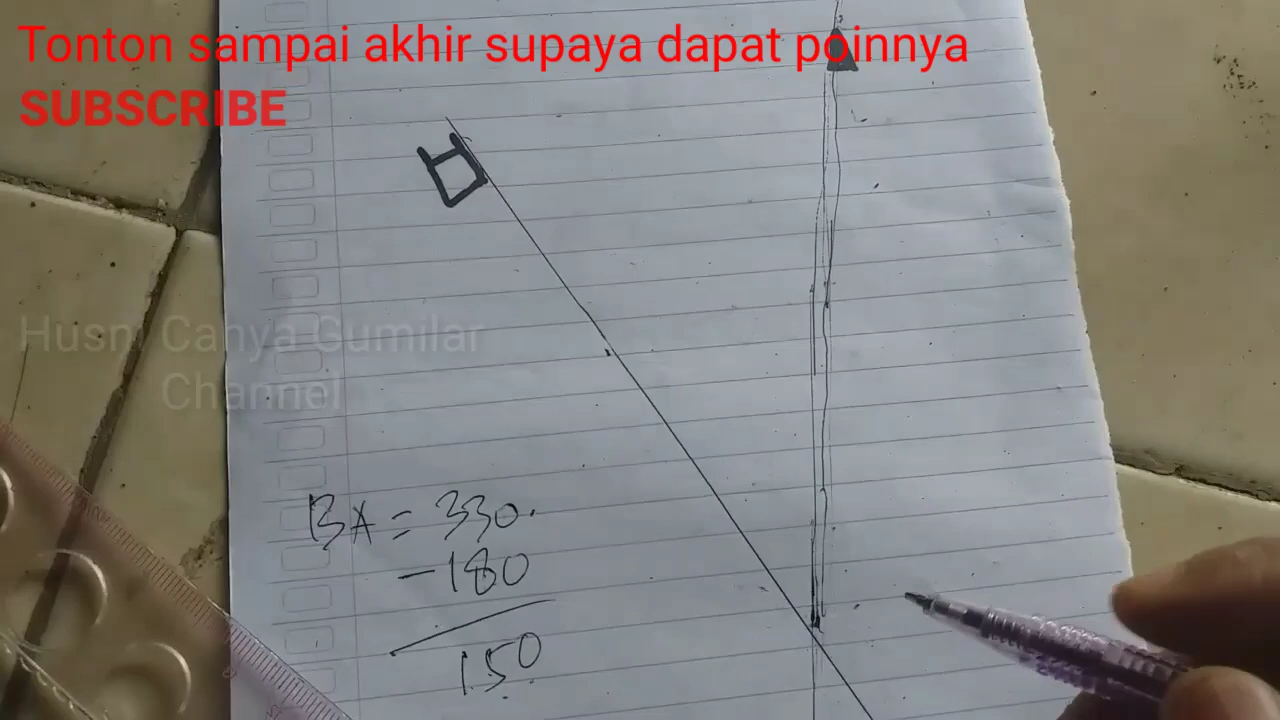 Tonton sampai akhir supaya dapat poinnya
SUBSCRIBE
Husni Cahya Gumilar
Channel
BA = 330.
-180
150